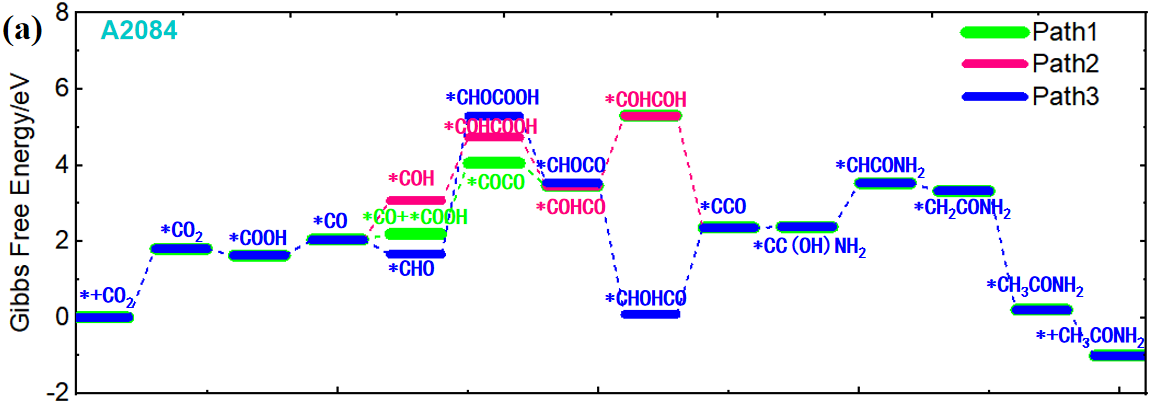 (a)
A2084
Gibbs Free Energy/eV
8
6
4
2
0
-2
Path1
Path2
Path3
*+CO₂
*CO₂
*COOH
*CO
*COH
*CO+*COOH
*CHO
*CHOCOOH
*COHCOOH
*COCO
*CHOCO
*COHCO
*COHCOH
*CHOHCO
*CCO
*CC(OH)NH₂
*CHCONH₂
*CH₂CONH₂
*CH₃CONH₂
*+CH₃CONH₂